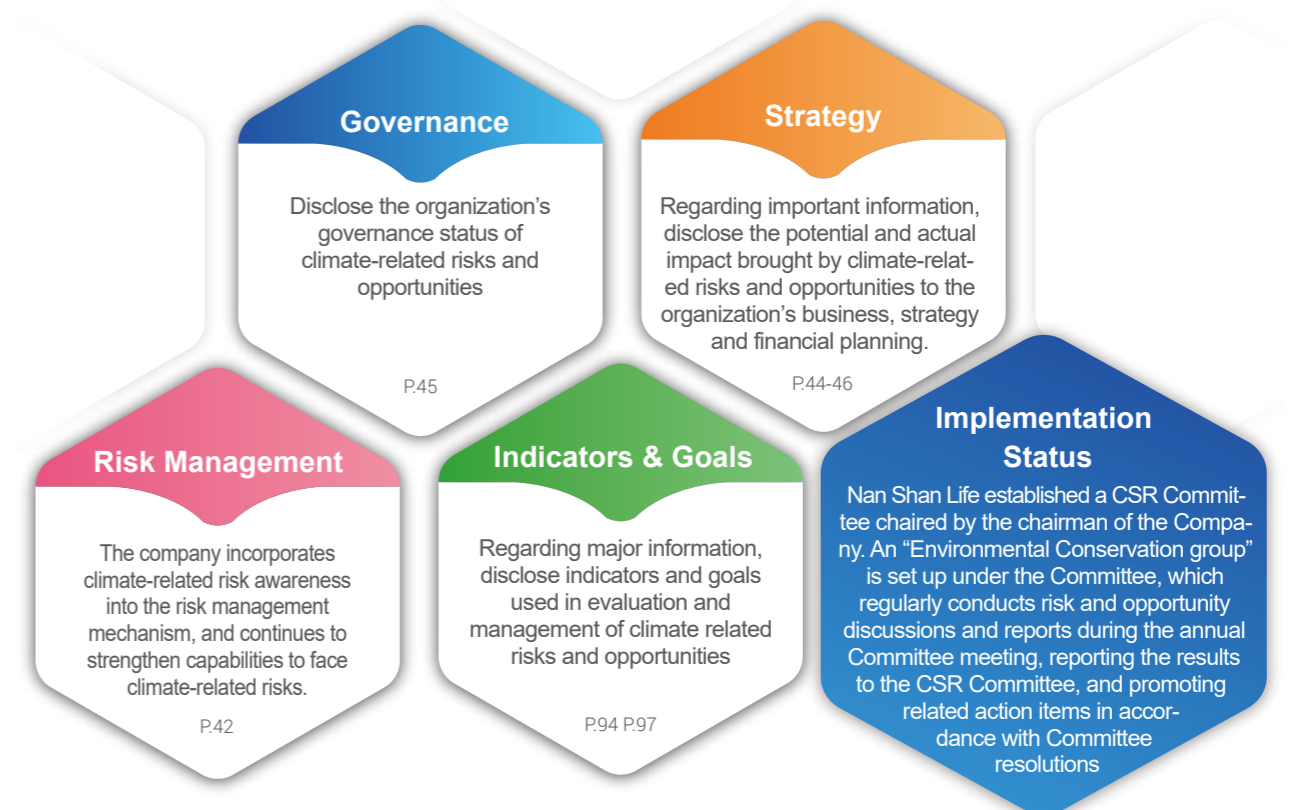 Governance
Disclose the organization’s
governance status of
climate-related risks and
opportunities
P.45
Strategy
Regarding important information,
disclose the potential and actual
impact brought by climate-relat-
ed risks and opportunities to the
organization’s business, strategy
and financial planning.
P.44-46
Risk Management
The company incorporates
climate-related risk awareness
into the risk management
mechanism, and continues to
strengthen capabilities to face
climate-related risks.
P.42
Indicators & Goals
Regarding major information,
disclose indicators and goals
used in evaluation and
management of climate related
risks and opportunities
P.94 P.97
Implementation
Status
Nan Shan Life established a CSR Commit-
tee chaired by the chairman of the Compa-
ny. An “Environmental Conservation group”
is set up under the Committee, which
regularly conducts risk and opportunity
discussions and reports during the annual
Committee meeting, reporting the results
to the CSR Committee, and promoting
related action items in accor-
dance with Committee
resolutions